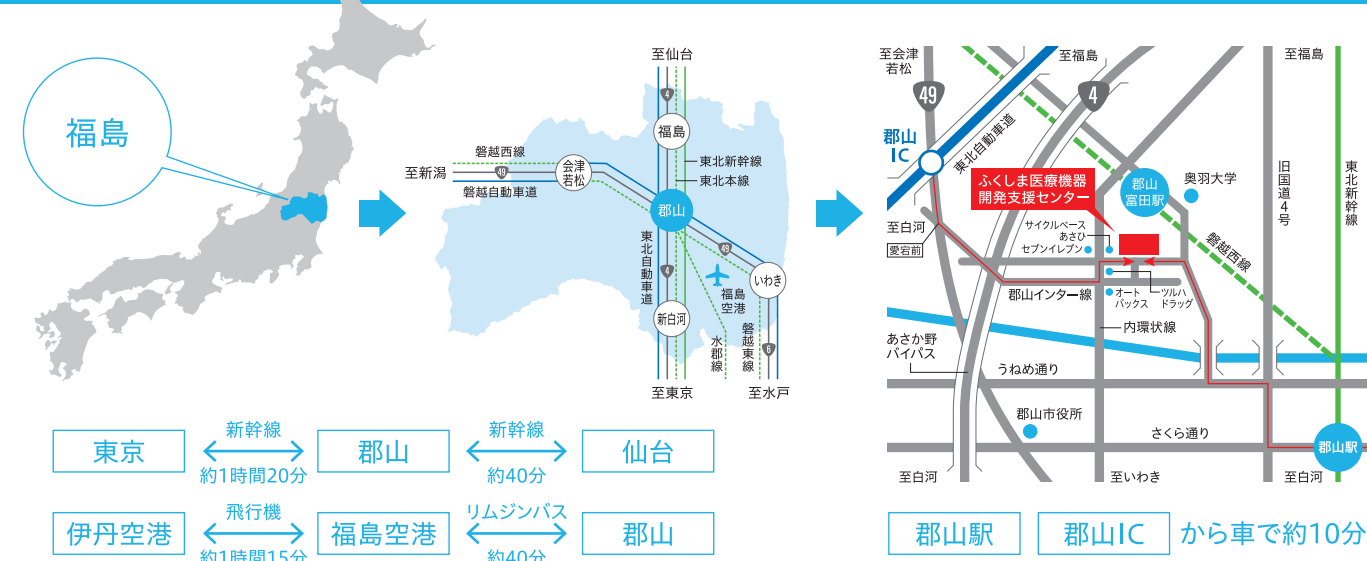 福島
至仙台
4
福島
磐越西線
至新潟
49
磐越自動車道
会津
若松
東北新幹線
東北本線
郡山
東北自動車道
4
49
福島
空港
いわき
新白河
水郡線
磐越東線
6
至東京
至水戸
至会津
若松
至福島
至福島
49
4
郡山
IC
東北自動車道
ふくしま医療機器
開発支援センター
郡山
富田駅
奥羽大学
旧国道4号
東北新幹線
至白河
愛宕前
サイクルベース
あさひ
セブンイレブン
磐越西線
郡山インター線
オート
バックス
ツルハ
ドラッグ
内環状線
あさか野
バイパス
うねめ通り
郡山市役所
さくら通り
郡山駅
至白河
至いわき
至白河
東京
新幹線
約1時間20分
郡山
新幹線
約40分
仙台
伊丹空港
飛行機
約1時間15分
福島空港
リムジンバス
約40分
郡山
郡山駅
郡山IC
から車で約10分